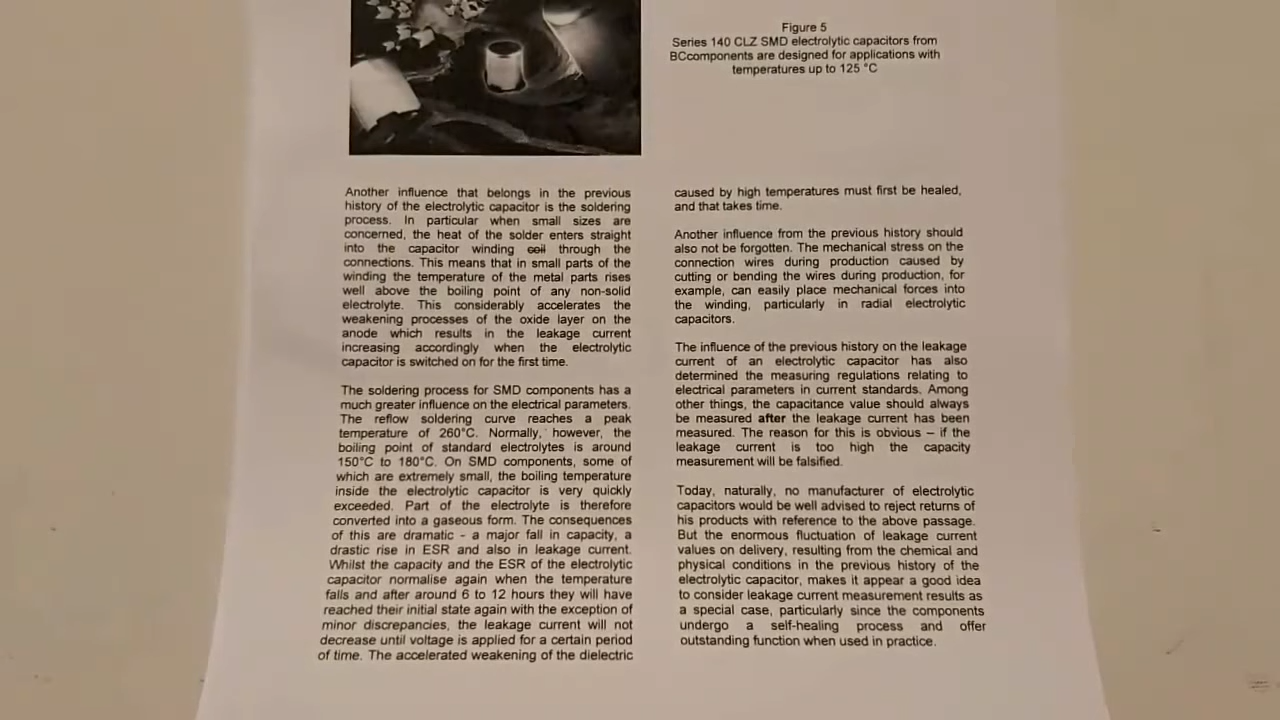 Figure 5
Series 140 CLZ SMD electrolytic capacitors from
BCcomponents are designed for applications with
temperatures up to 125 °C
Another influence that belongs in the previous
history of the electrolytic capacitor is the soldering
process. In particular when small sizes are
concerned, the heat of the solder enters straight
into the capacitor winding coil through the
connections. This means that in small parts of the
winding the temperature of the metal parts rises
well above the boiling point of any non-solid
electrolyte. This considerably accelerates the
weakening processes of the oxide layer on the
anode which results in the leakage current
increasing accordingly when the electrolytic
capacitor is switched on for the first time.
The soldering process for SMD components has a
much greater influence on the electrical parameters.
The reflow soldering curve reaches a peak
temperature of 260°C. Normally, however, the
boiling point of standard electrolytes is around
150°C to 180°C. On SMD components, some of
which are extremely small, the boiling temperature
inside the electrolytic capacitor is very quickly
exceeded. Part of the electrolyte is therefore
converted into a gaseous form. The consequences
of this are dramatic - a major fall in capacity, a
drastic rise in ESR and also in leakage current.
Whilst the capacity and the ESR of the electrolytic
capacitor normalise again when the temperature
falls and after around 6 to 12 hours they will have
reached their initial state again with the exception of
minor discrepancies, the leakage current will not
decrease until voltage is applied for a certain period
of time. The accelerated weakening of the dielectric
caused by high temperatures must first be healed,
and that takes time.
Another influence from the previous history should
also not be forgotten. The mechanical stress on the
connection wires during production caused by
cutting or bending the wires during production, for
example, can easily place mechanical forces into
the winding, particularly in radial electrolytic
capacitors.
The influence of the previous history on the leakage
current of an electrolytic capacitor has also
determined the measuring regulations relating to
electrical parameters in current standards. Among
other things, the capacitance value should always
be measured after the leakage current has been
measured. The reason for this is obvious – if the
leakage current is too high the capacity
measurement will be falsified.
Today, naturally, no manufacturer of electrolytic
capacitors would be well advised to reject returns of
his products with reference to the above passage.
But the enormous fluctuation of leakage current
values on delivery, resulting from the chemical and
physical conditions in the previous history of the
electrolytic capacitor, makes it appear a good idea
to consider leakage current measurement results as
a special case, particularly since the components
undergo a self-healing process and offer
outstanding function when used in practice.